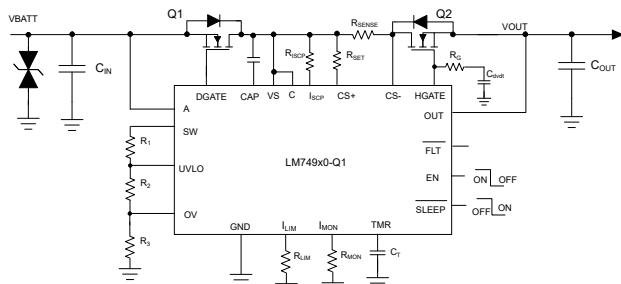 Q1
Q2
VBATT
VOUT
RSENSE
RISCP
RSET
RG
Cdvdt
CIN
COUT
DGATE
CAP
VS
C
ISCP
CS+
CS-
HGATE
A
OUT
SW
R1
UVLO
LM749x0-Q1
FLT
R2
EN
ON
OFF
OV
SLEEP
OFF
ON
R3
GND
ILIM
IMON
TMR
RLIM
RMON
CT